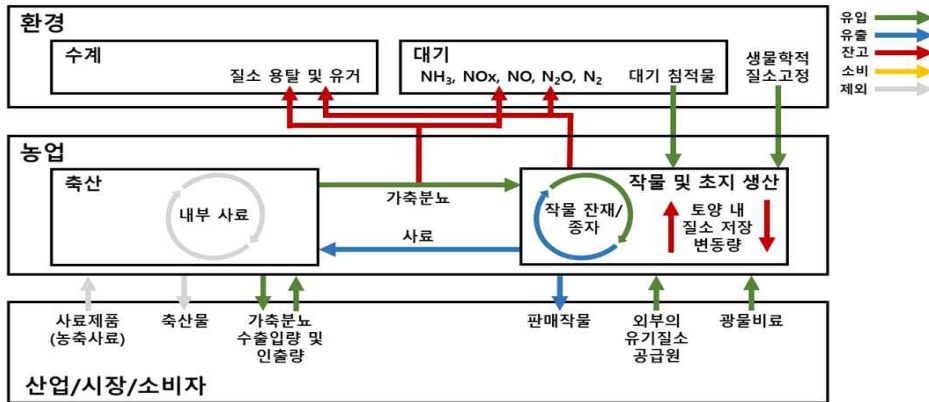 환경
수계
질소 용탈 및 유거
대기
NH₃, NOx, NO, N₂O, N₂
대기 침적물
생물학적
질소고정
유입
유출
잔고
소비
제외
농업
축산
내부 사료
가축분뇨
사료
작물 및 초지 생산
작물 잔재/
종자
토양 내
질소 저장
변동량
사료제품
(농축사료)
축산물
가축분뇨
수출입량 및
인출량
판매작물
외부의
유기질소
공급원
광물비료
산업/시장/소비자